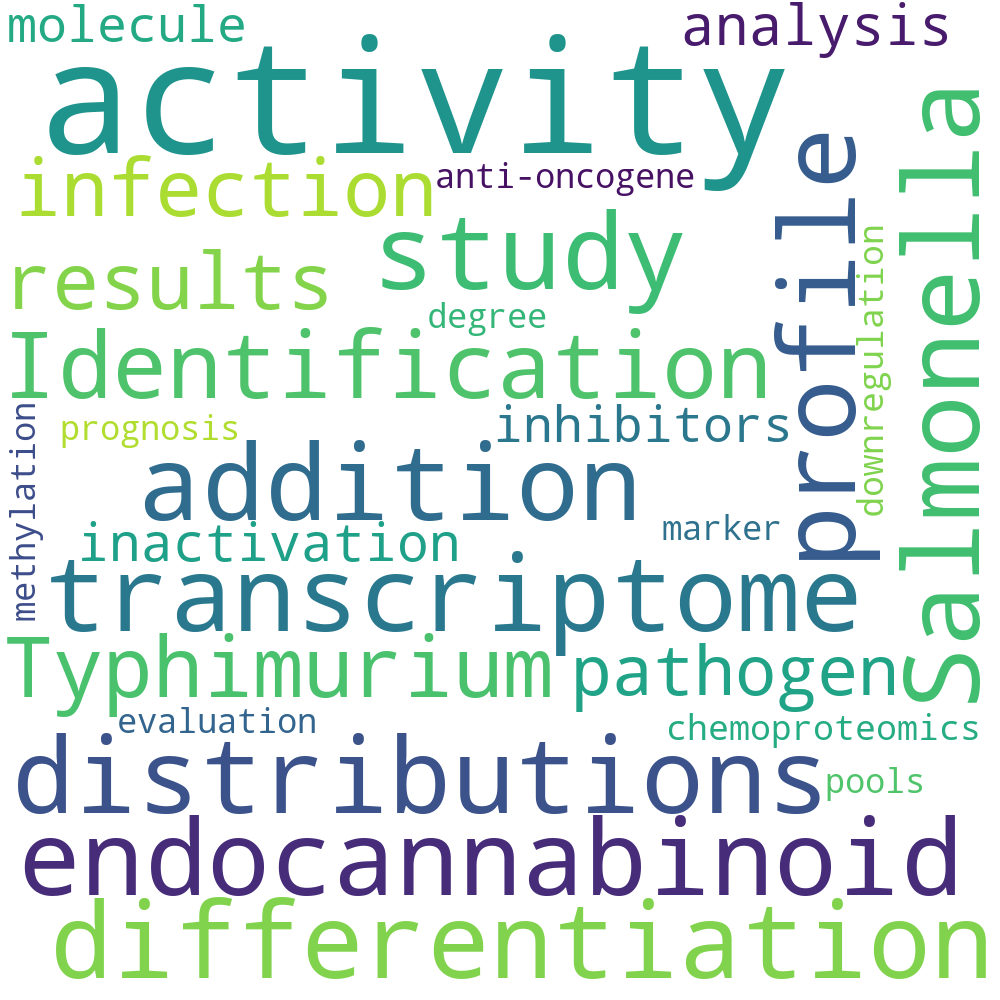 molecule
analysis
activity
infection
anti-oncogene
profile
Salmonella
study
results
downregulation
degree
Identification
prognosis
methylation
inhibitors
addition
marker
inactivation
transcriptome
Typhimurium
pathogen
evaluation
chemoproteomics
distributions
pools
endocannabinoid
differentiation